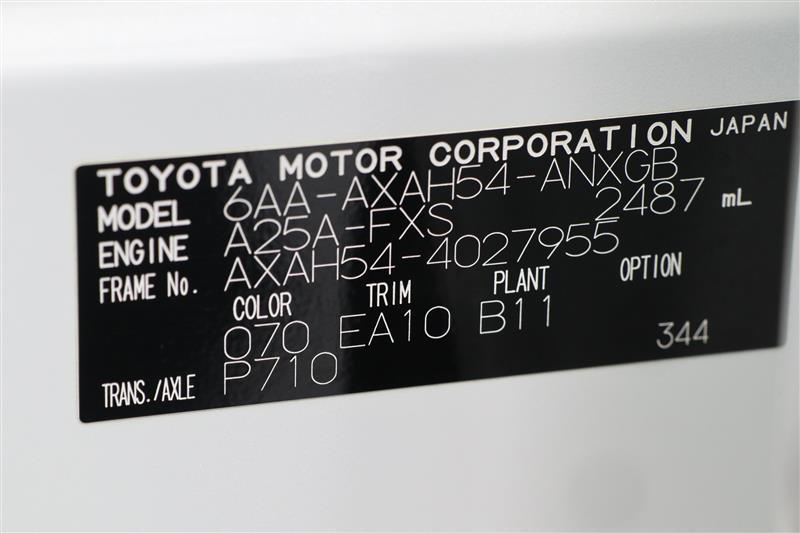 TOYOTA MOTOR CORPORATION JAPAN
MODEL 6AA-AXAH54-ANXGB
ENGINE A25A-FXS 2487 mL
FRAME No. AXAH54-4027955
COLOR TRIM PLANT OPTION
070 EA10 B11
TRANS./AXLE P710 344